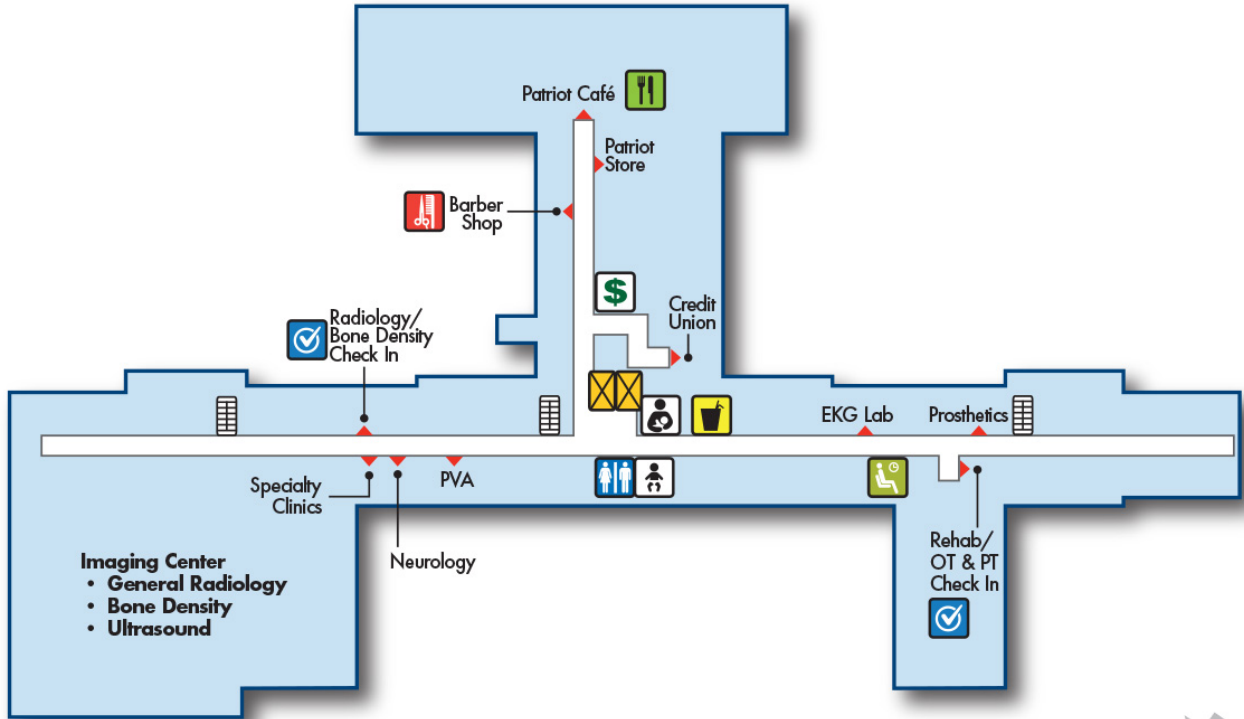 Patriot Café
Patriot
Store
Barber
Shop
$
Credit
Union
Radiology/
Bone Density
Check In
EKG Lab
Prosthetics
Specialty
Clinics
PVA
Neurology
Imaging Center
• General Radiology
• Bone Density
• Ultrasound
Rehab/
OT & PT
Check In